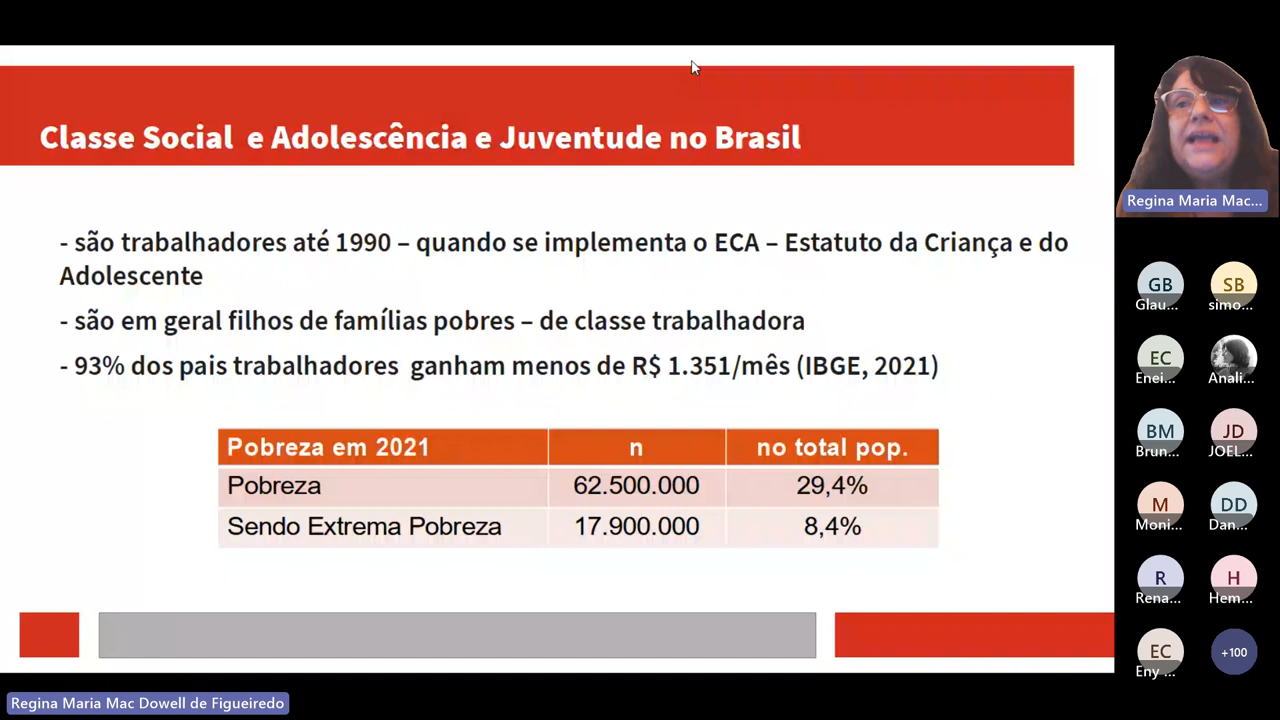 Classe Social e Adolescência e Juventude no Brasil
- são trabalhadores até 1990 – quando se implementa o ECA – Estatuto da Criança e do
Adolescente
- são em geral filhos de famílias pobres – de classe trabalhadora
- 93% dos pais trabalhadores ganham menos de R$ 1.351/mês (IBGE, 2021)
Pobreza em 2021 n no total pop.
Pobreza 62.500.000 29,4%
Sendo Extrema Pobreza 17.900.000 8,4%
Regina Maria Mac...
GB SB
Glau... simo...
EC
Enei... Anali...
BM JD
Brun... JOEL...
M DD
Moni... Dan...
R H
Rena... Hem...
EC +100
Eny ...
Regina Maria Mac Dowell de Figueiredo